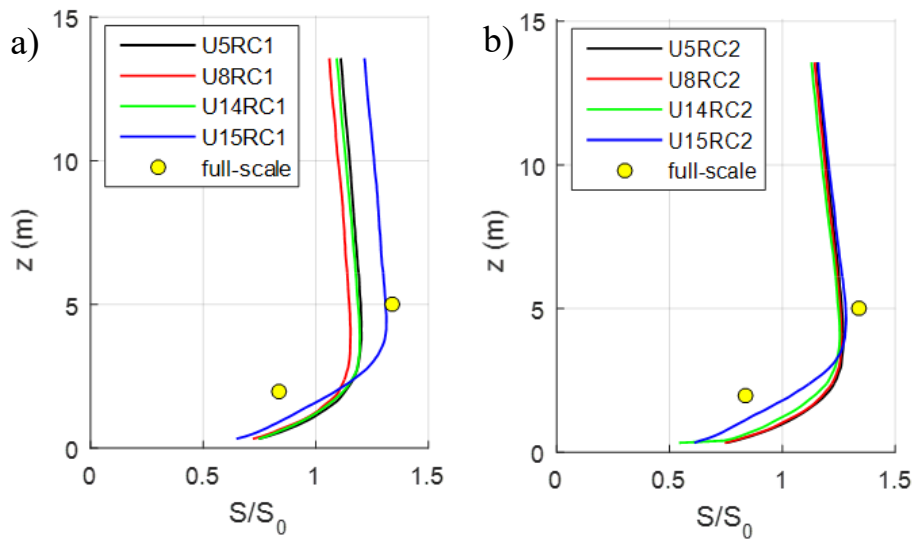 a)
U5RC1
U8RC1
U14RC1
U15RC1
full-scale
15
10
5
0
z (m)
0
0.5
1
1.5
S/S0
b)
U5RC2
U8RC2
U14RC2
U15RC2
full-scale
15
10
5
0
z (m)
0
0.5
1
1.5
S/S0